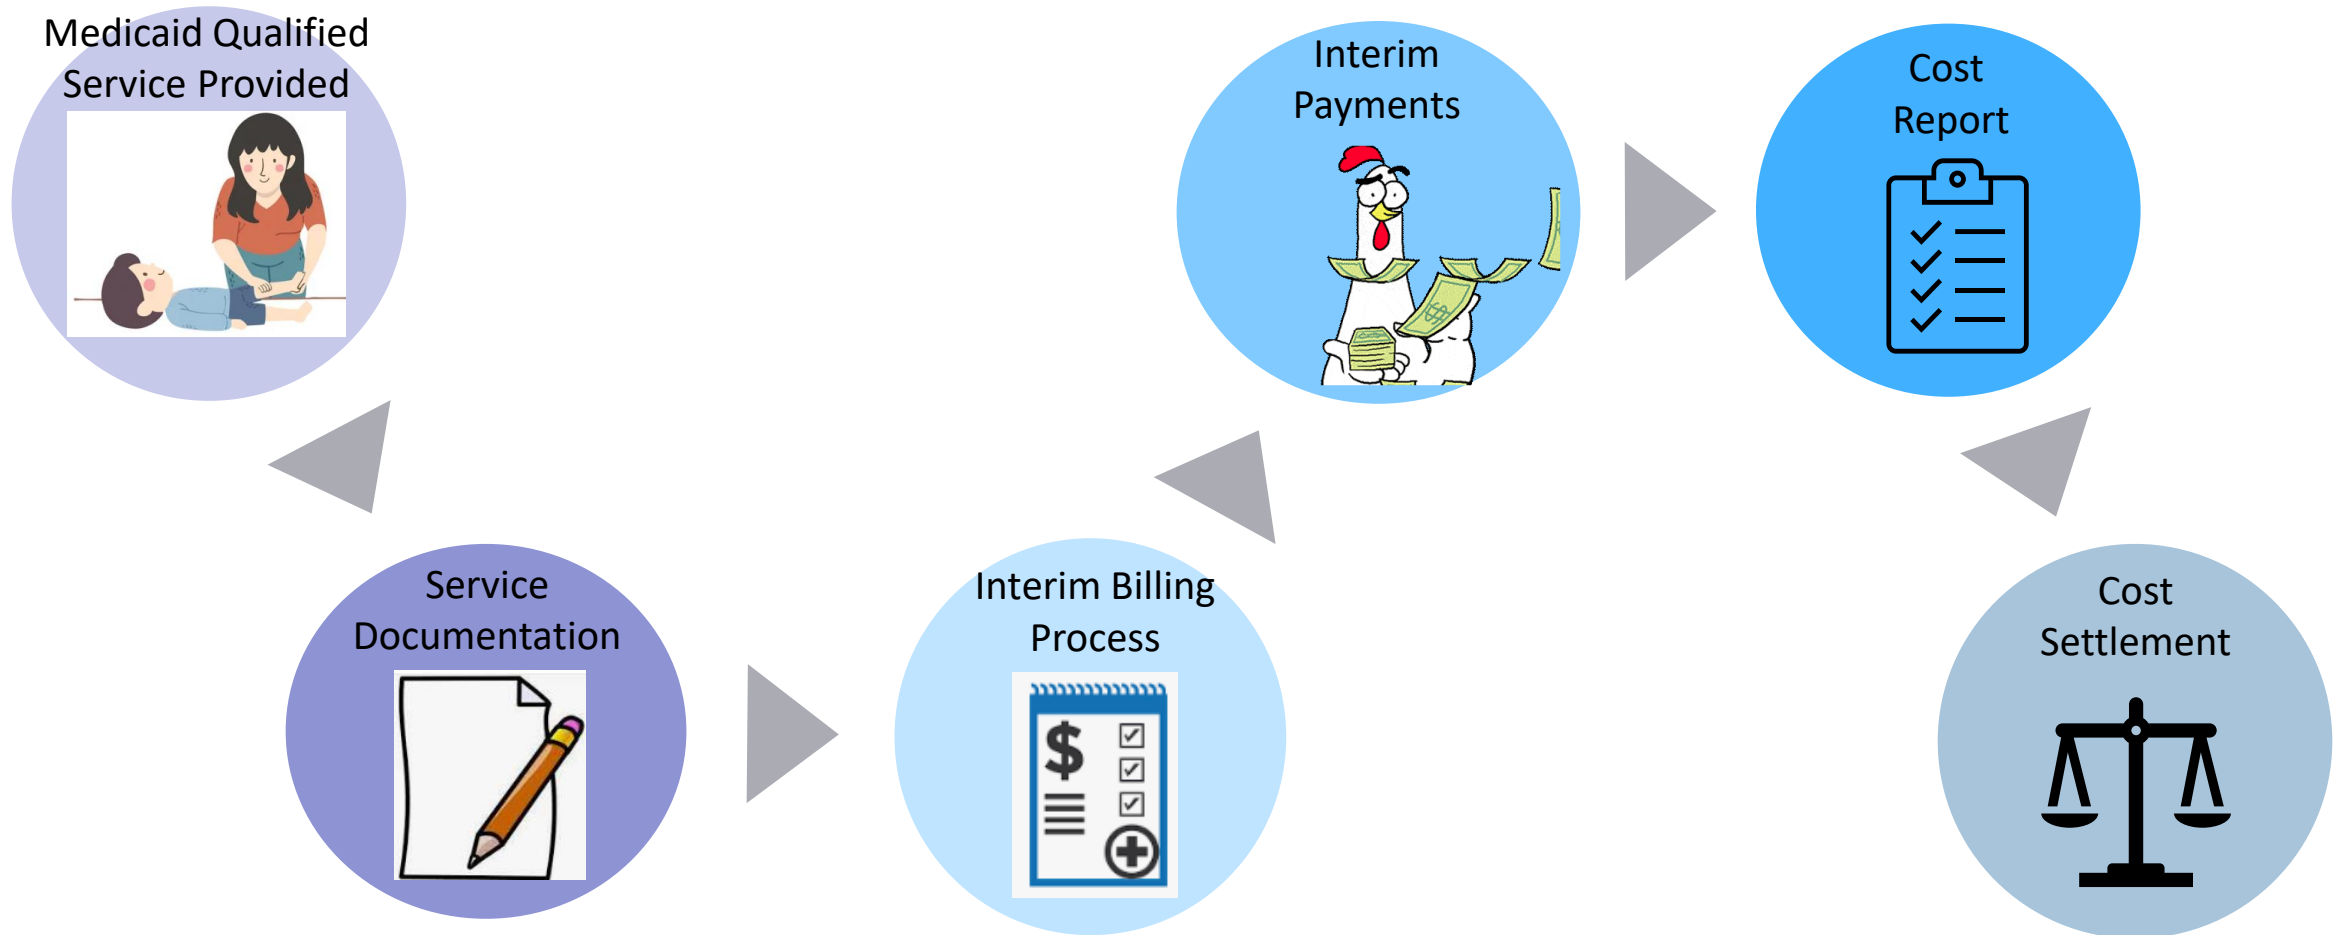 Medicaid Qualified
Service Provided
Service
Documentation
Interim Billing
Process
$
Interim
Payments
$
Cost
Report
Cost
Settlement